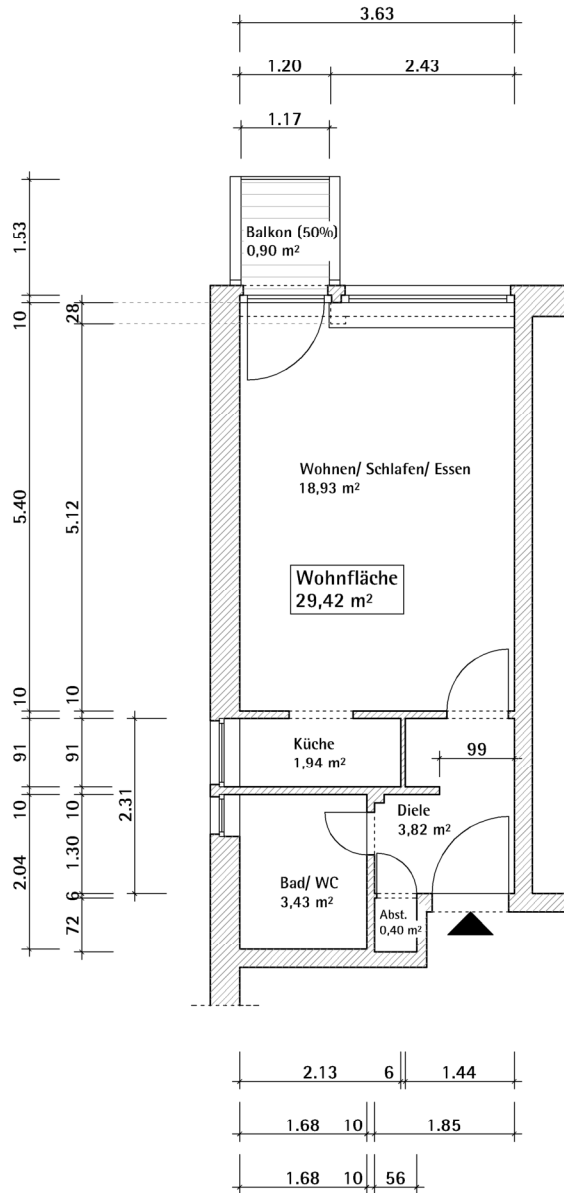 3.63
1.20 2.43
1.17
1.53
10
5.40
10
91
10
2.04
28
5.12
10
91
10
1.30
6
72
2.31
Balkon (50%)
0,90 m²
Wohnen/ Schlafen/ Essen
18,93 m²
Wohnfläche
29,42 m²
Küche
1,94 m²
99
Diele
3,82 m²
Bad/ WC
3,43 m²
Abst.
0,40 m²
2.13 6 1.44
1.68 10 1.85
1.68 10 56